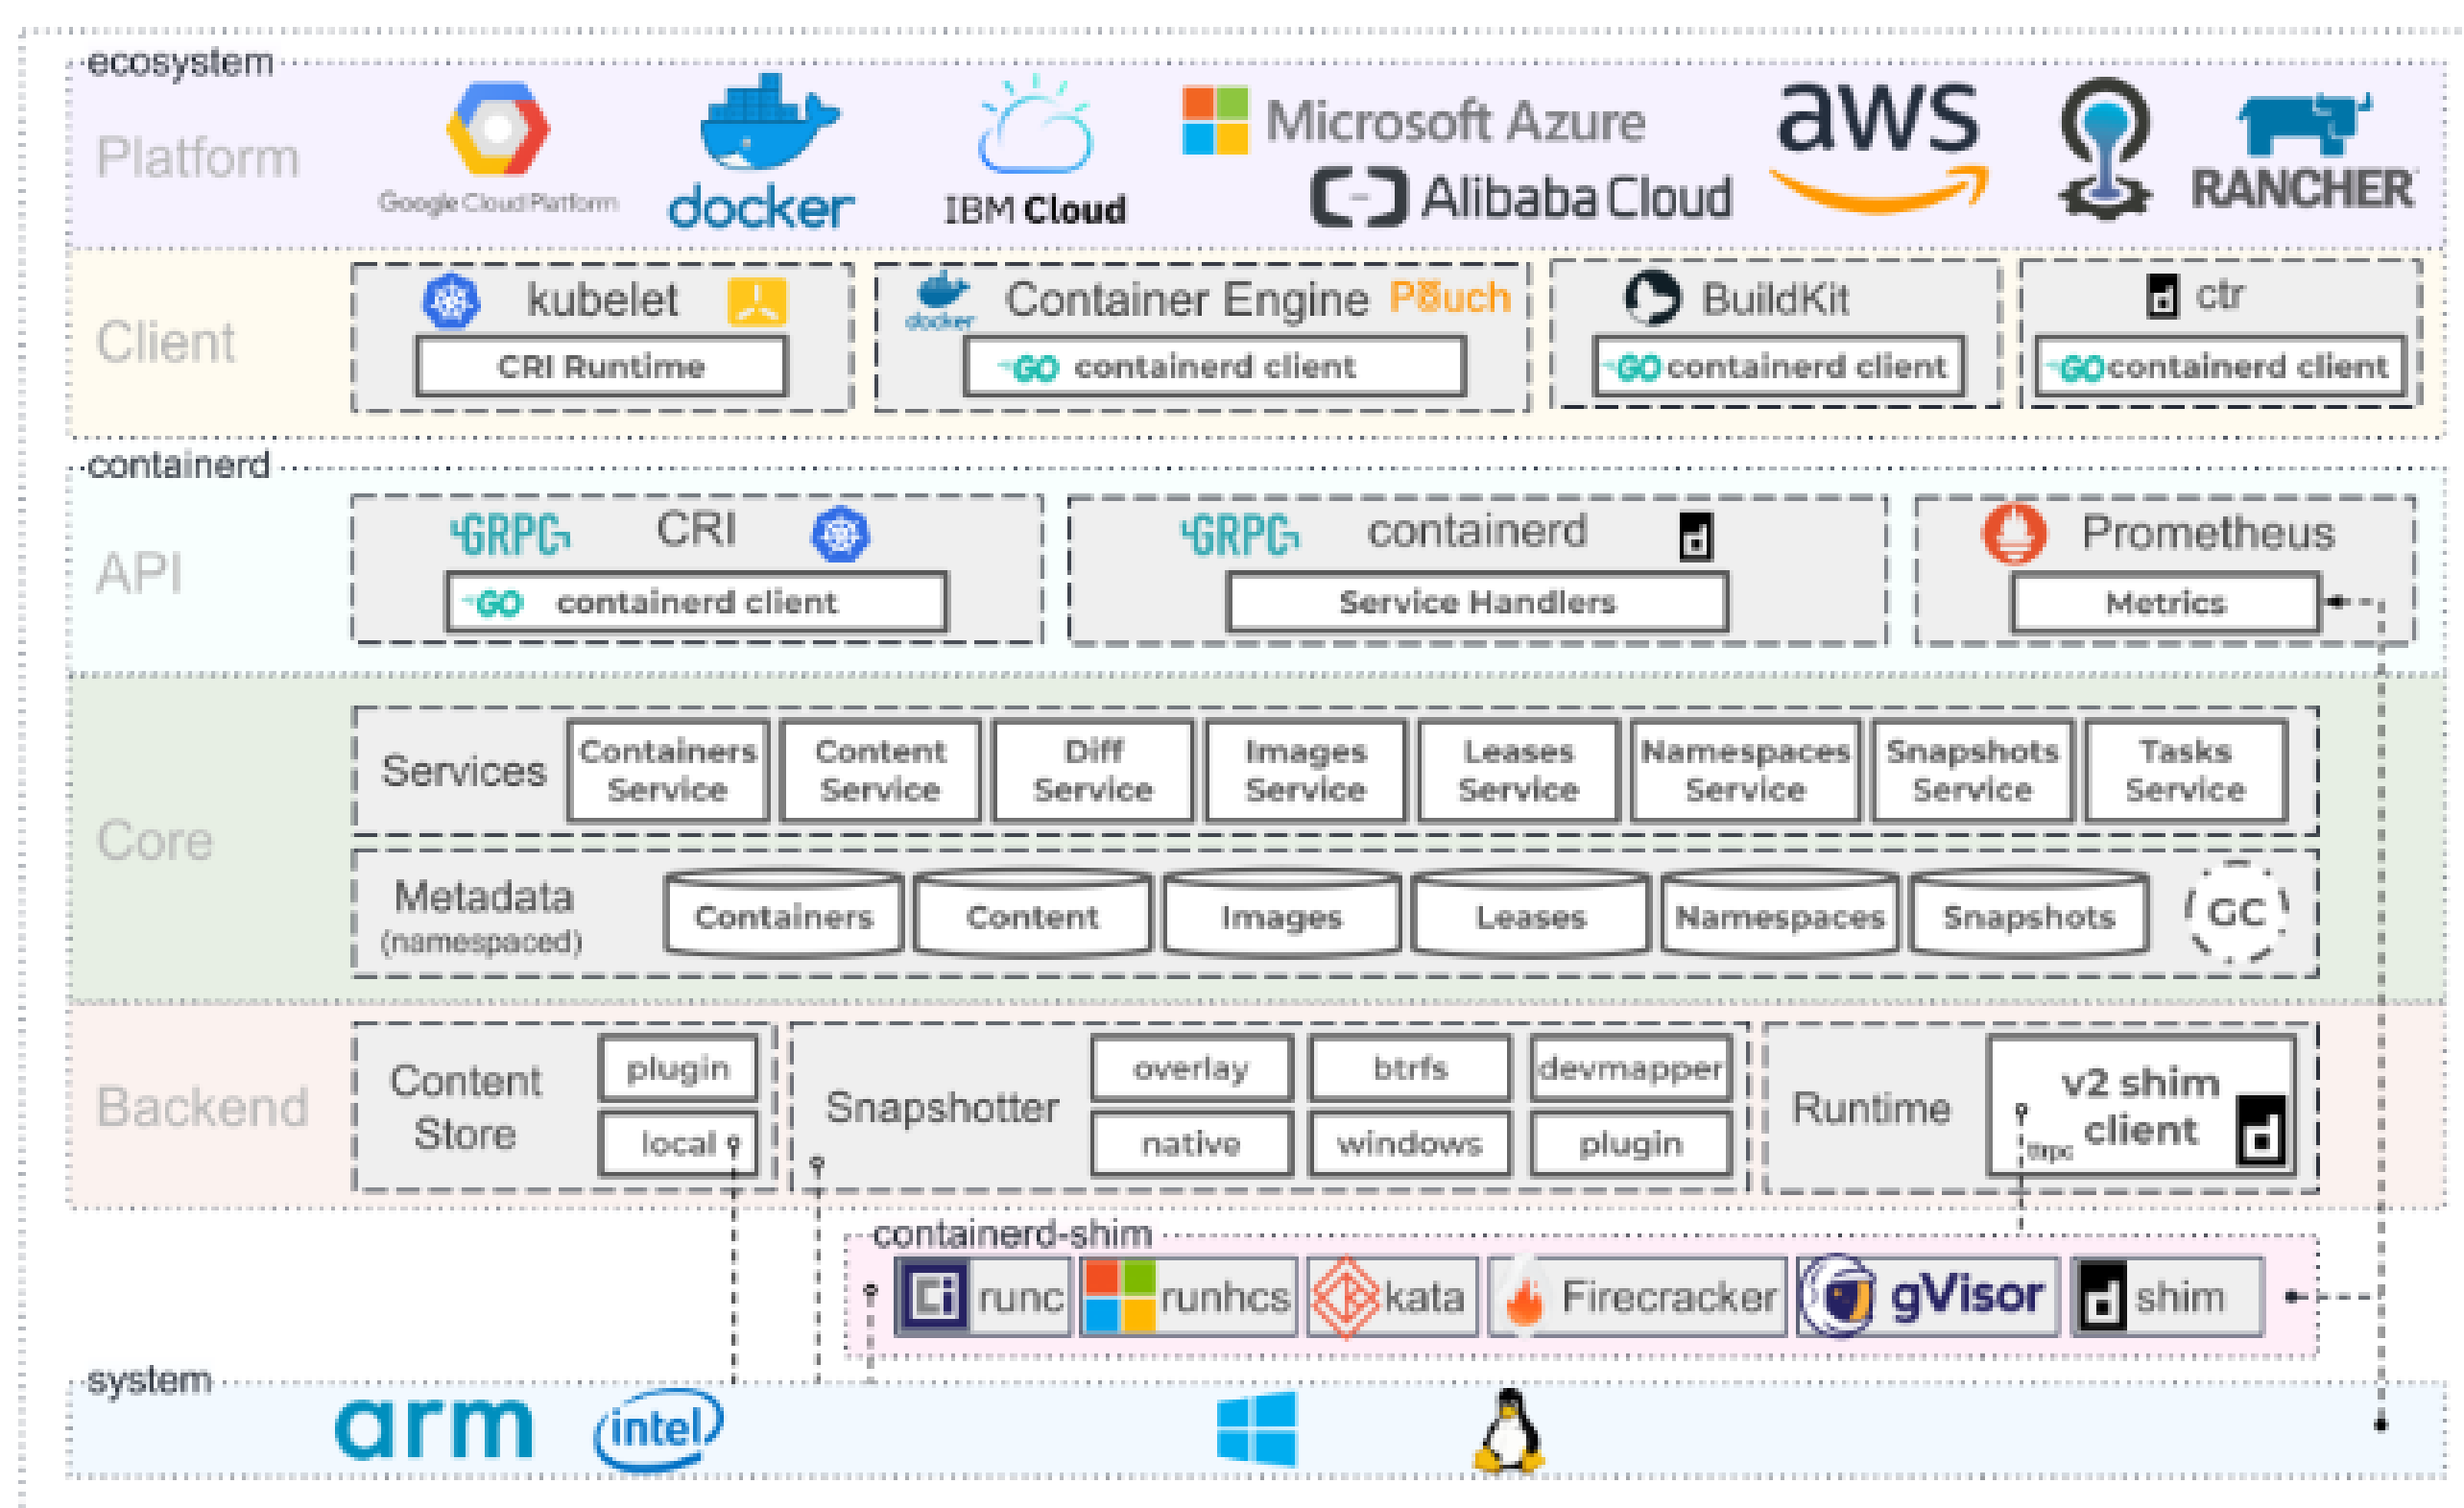 ecosystem
Platform
Google Cloud Platform
docker
IBM Cloud
Microsoft Azure
Alibaba Cloud
aws
RANCHER
Client
kubelet
CRI Runtime
docker
Container Engine
Pouch
GO containerd client
BuildKit
GO containerd client
ctr
GO containerd client
containerd
API
GRPC CRI
GO containerd client
GRPC containerd
Service Handlers
Prometheus
Metrics
Core
Services
Containers
Service
Content
Service
Diff
Service
Images
Service
Leases
Service
Namespaces
Service
Snapshots
Service
Tasks
Service
Metadata
(namespaced)
Containers
Content
Images
Leases
Namespaces
Snapshots
GC
Backend
Content
Store
plugin
local
Snapshotter
overlay
btrfs
devmapper
native
windows
plugin
Runtime
v2 shim
client
ttrpc
containerd-shim
runc
runhcs
kata
Firecracker
gVisor
shim
system
arm
intel